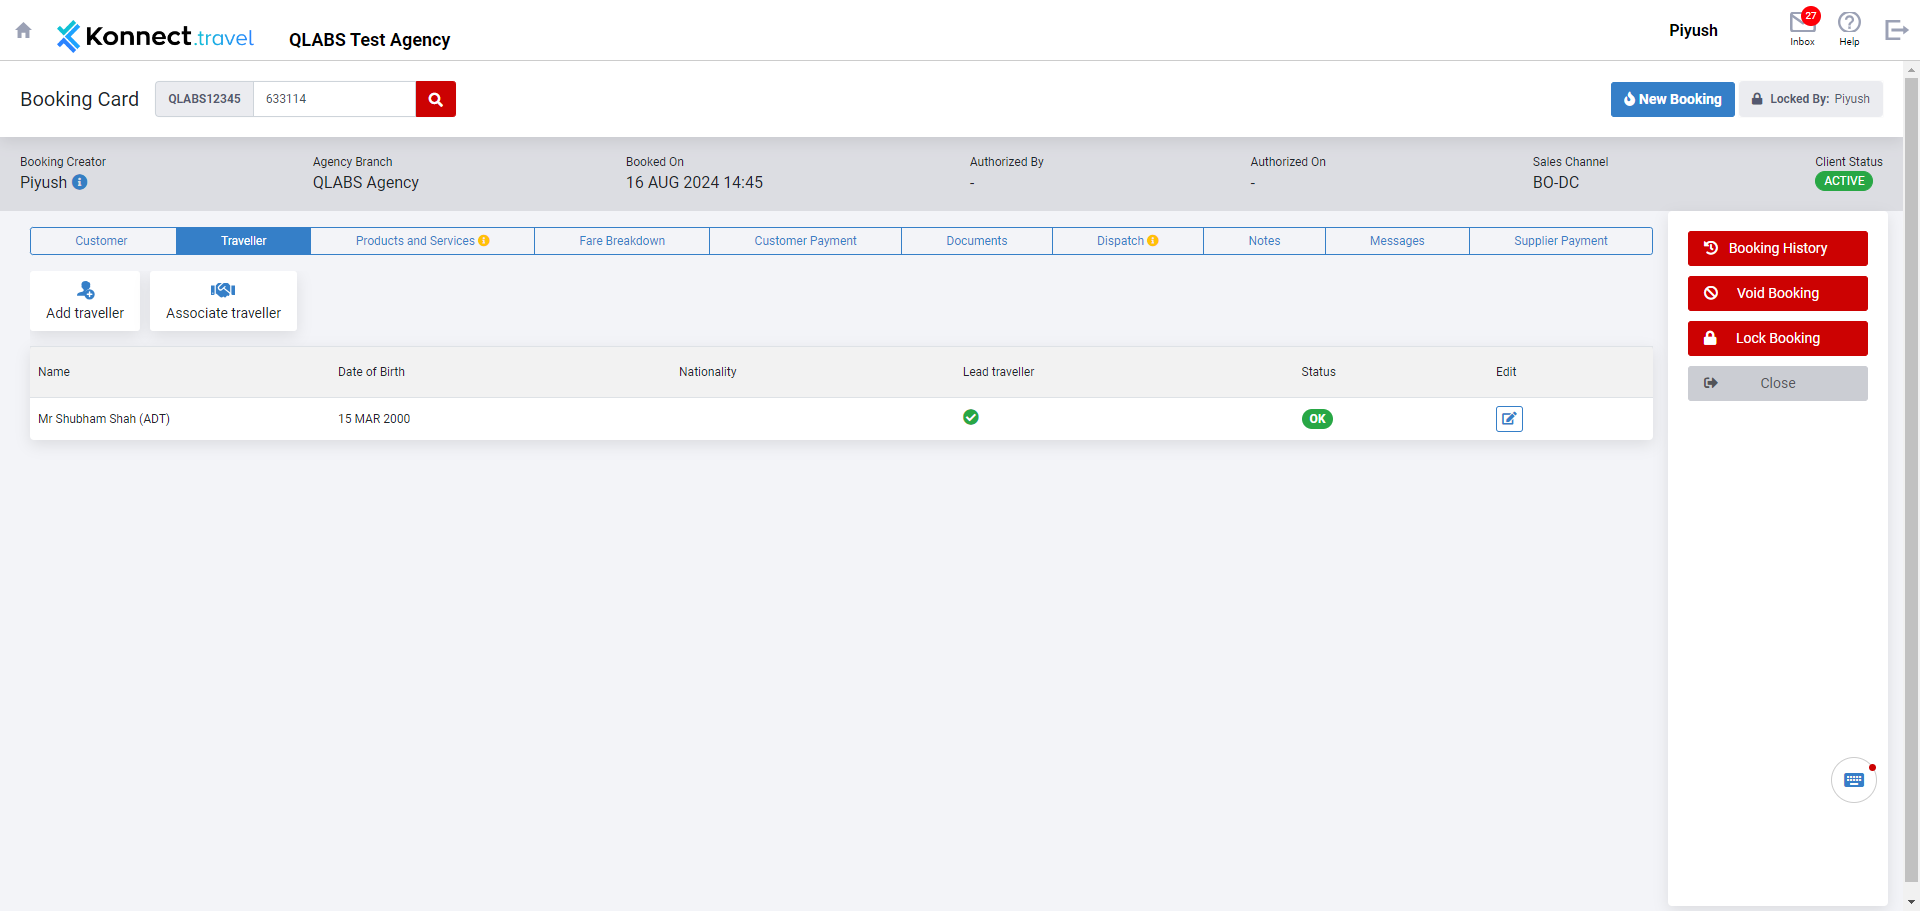 Konnect.travel
QLABS Test Agency
Piyush
27
Inbox
Help
Booking Card
QLABS12345
633114
New Booking
Locked By: Piyush
Booking Creator
Piyush
Agency Branch
QLABS Agency
Booked On
16 AUG 2024 14:45
Authorized By
-
Authorized On
-
Sales Channel
BO-DC
Client Status
ACTIVE
Customer
Traveller
Products and Services
Fare Breakdown
Customer Payment
Documents
Dispatch
Notes
Messages
Supplier Payment
Add traveller
Associate traveller
Name
Date of Birth
Nationality
Lead traveller
Status
Edit
Mr Shubham Shah (ADT)
15 MAR 2000
OK
Booking History
Void Booking
Lock Booking
Close